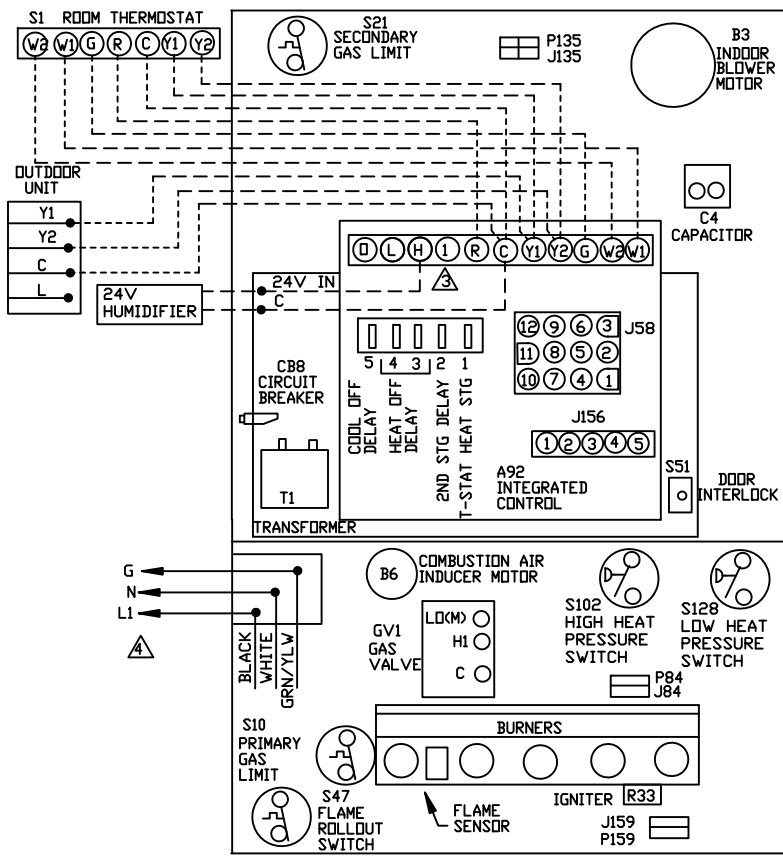 S1 ROOM THERMOSTAT
W2 W1 G R C Y1 Y2
S21
SECONDARY
GAS LIMIT
P135
J135
B3
INDOOR
BLOWER
MOTOR
OUTDOOR
UNIT
Y1
Y2
C
L
C4
CAPACITOR
D L H 1 R C Y1 Y2 G W2 W1
3
24V IN
C
24V
HUMIDIFIER
12 9 6 3
11 8 5 2
10 7 4 1
J58
5 4 3 2 1
COOL OFF
DELAY
HEAT OFF
DELAY
2ND STG DELAY
T-STAT HEAT STG
CB8
CIRCUIT
BREAKER
J156
1 2 3 4 5
A92
INTEGRATED
CONTROL
S51
DOOR
INTERLOCK
T1
TRANSFORMER
G
N
L1
4
BLACK
WHITE
GRN/YLW
B6
COMBUSTION AIR
INDUCER MOTOR
GV1
GAS
VALVE
LO(M)
H1
C
S102
HIGH HEAT
PRESSURE
SWITCH
S128
LOW HEAT
PRESSURE
SWITCH
P84
J84
S10
PRIMARY
GAS
LIMIT
BURNERS
S47
FLAME
ROLLOUT
SWITCH
FLAME
SENSOR
IGNITER
R33
J159
P159